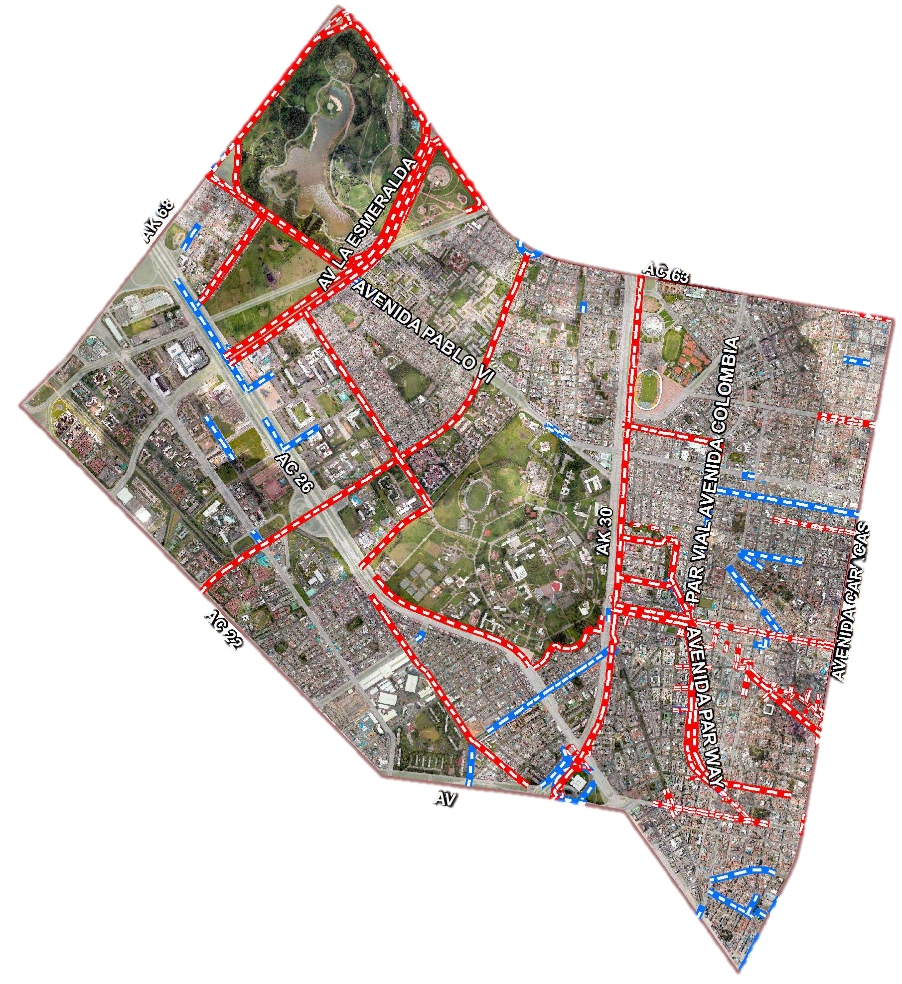 AK 68
AV LA ESMERALDA
AC 63
AVENIDA PABLO VI
PAR VIAL AVENIDA COLOMBIA
AC 26
AK 30
AVENIDA CARACAS
AC 22
AVENIDA PARWAY
AV